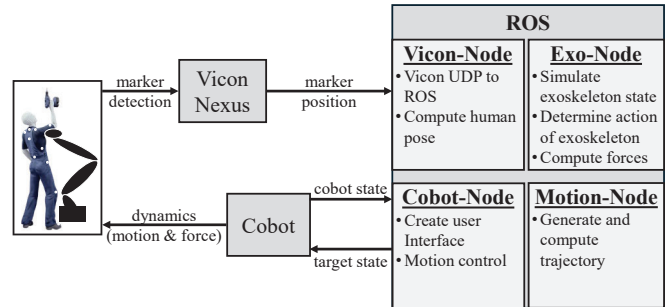 ROS
Vicon-Node
• Vicon UDP to
ROS
• Compute human
pose
Exo-Node
• Simulate
exoskeleton state
• Determine action
of exoskeleton
• Compute forces
marker
detection
Vicon
Nexus
marker
position
cobot state
dynamics
(motion & force)
Cobot
target state
Cobot-Node
• Create user
Interface
• Motion control
Motion-Node
• Generate and
compute
trajectory